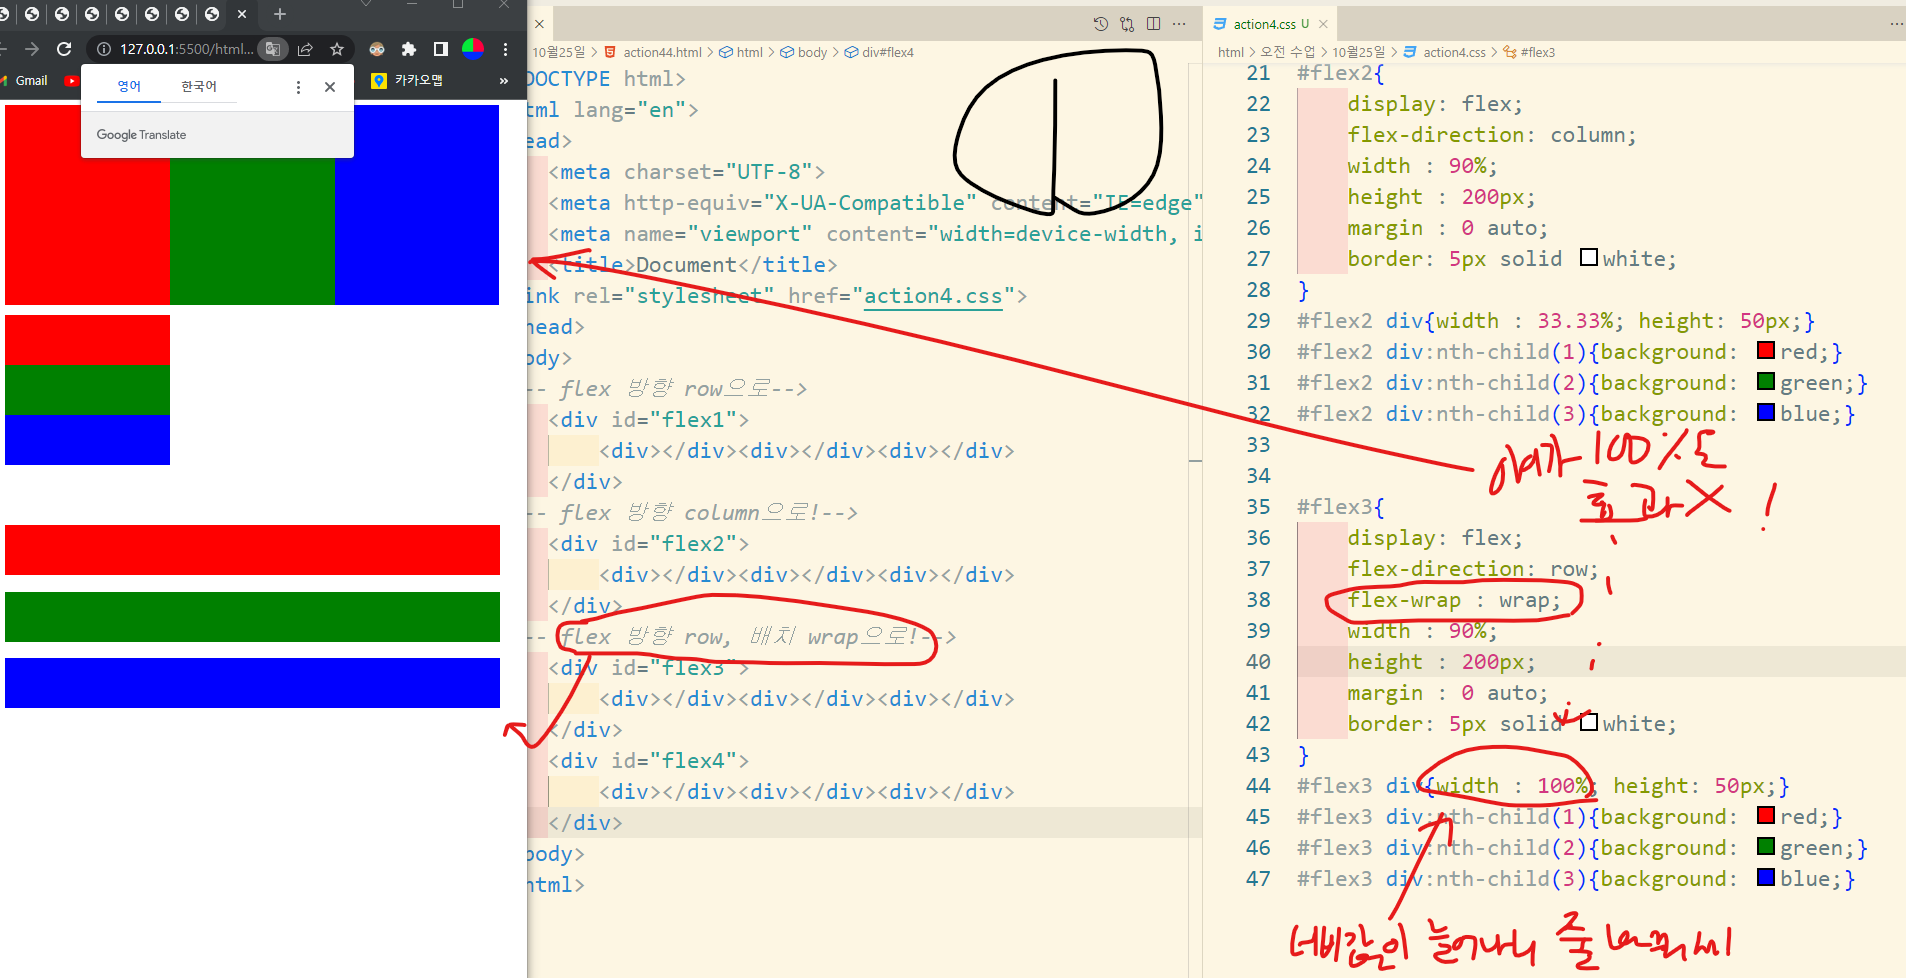 127.0.0.1:5500/html...
Gmail
카카오맵
»
영어 한국어
Google Translate
10월25일 > action44.html > html > body > div#flex4
DOCTYPE html>
tml lang="en">
ead>
<meta charset="UTF-8">
<meta http-equiv="X-UA-Compatible" content="IE=edge"
<meta name="viewport" content="width=device-width, i
<title>Document</title>
ink rel="stylesheet" href="action4.css">
head>
ody>
-- flex 방향 row으로-->
<div id="flex1">
<div></div><div></div><div></div>
</div>
-- flex 방향 column으로!-->
<div id="flex2">
<div></div><div></div><div></div>
</div>
-- flex 방향 row, 배치 wrap으로!-->
<div id="flex3">
<div></div><div></div><div></div>
</div>
<div id="flex4">
<div></div><div></div><div></div>
</div>
body>
html>
action4.css U
html > 오전 수업 > 10월25일 > action4.css > #flex3
21 #flex2{
22 display: flex;
23 flex-direction: column;
24 width : 90%;
25 height : 200px;
26 margin : 0 auto;
27 border: 5px solid white;
28 }
29 #flex2 div{width : 33.33%; height: 50px;}
30 #flex2 div:nth-child(1){background: red;}
31 #flex2 div:nth-child(2){background: green;}
32 #flex2 div:nth-child(3){background: blue;}
33
34
35 #flex3{
36 display: flex;
37 flex-direction: row;
38 flex-wrap : wrap;
39 width : 90%;
40 height : 200px;
41 margin : 0 auto;
42 border: 5px solid white;
43 }
44 #flex3 div{width : 100%; height: 50px;}
45 #flex3 div:nth-child(1){background: red;}
46 #flex3 div:nth-child(2){background: green;}
47 #flex3 div:nth-child(3){background: blue;}
100%도
효과X !
너비값이 늘어나니 줄